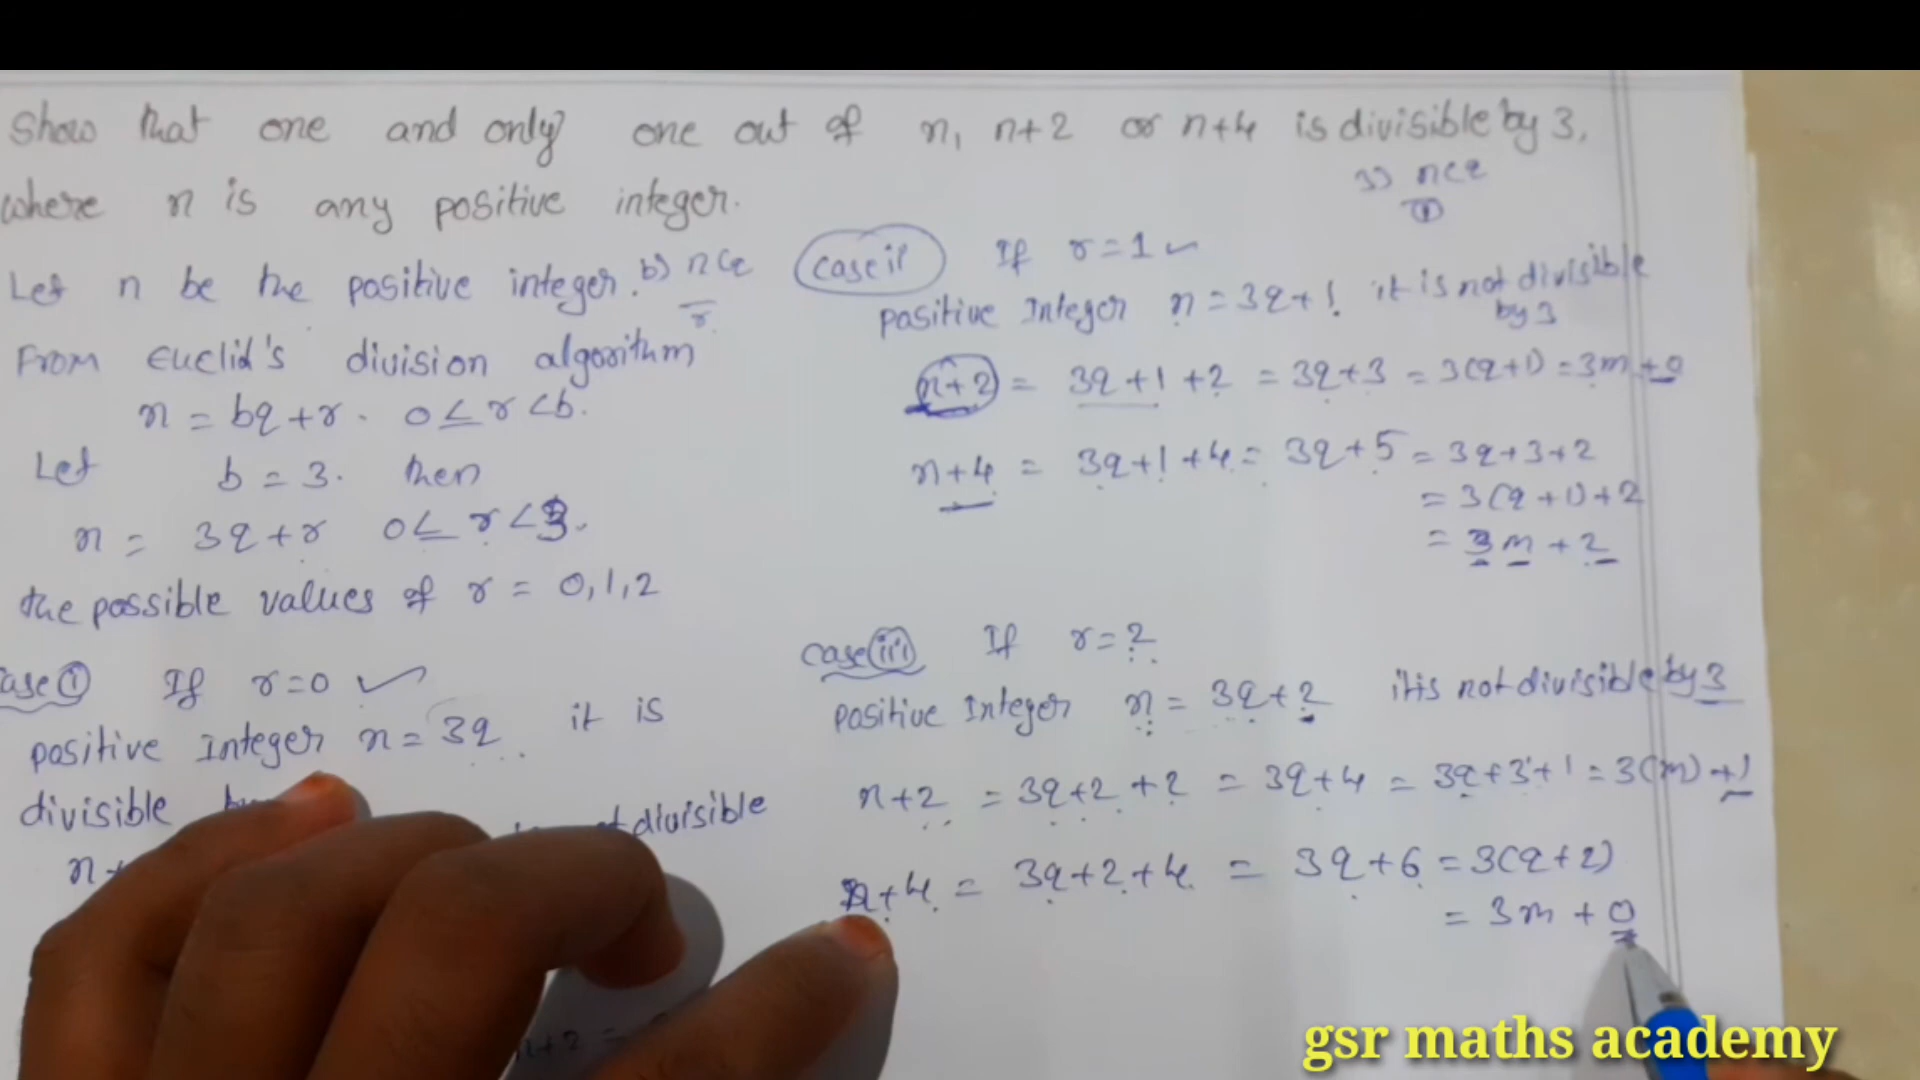 Show that one and only one out of n, n+2 or n+4 is divisible by 3,
where n is any positive integer.
Let n be the positive integer.
From Euclid's division algorithm
n = bq + r . 0 ≤ r < b.
Let b = 3. then
n = 3q + r 0 ≤ r < 3.
the possible values of r = 0, 1, 2
case (i) If r = 0 ✓
positive Integer n = 3q it is
divisible
divisible
n+
n+2 =
case ii If r = 1 ✓
positive Integer n = 3q + 1. it is not divisible
by 3
n+2 = 3q + 1 + 2 = 3q + 3 = 3(q+1) = 3m + 0
n+4 = 3q + 1 + 4 = 3q + 5 = 3q + 3 + 2
= 3(q + 1) + 2
= 3m + 2
case (iii) If r = 2
positive Integer n = 3q + 2 it is not divisible by 3
n+2 = 3q + 2 + 2 = 3q + 4 = 3q + 3 + 1 = 3(m) + 1
n+4 = 3q + 2 + 4 = 3q + 6 = 3(q + 2)
= 3m + 0
gsr maths academy